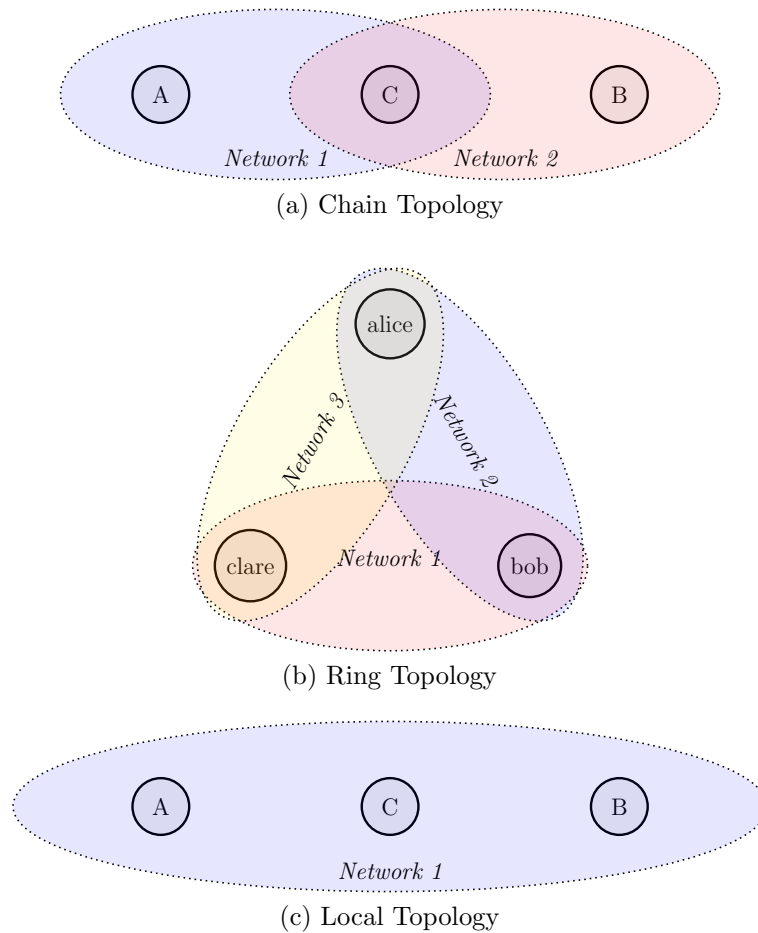 A
C
B
Network 1
Network 2
(a) Chain Topology
alice
Network 3
Network 2
clare
Network 1
bob
(b) Ring Topology
A
C
B
Network 1
(c) Local Topology